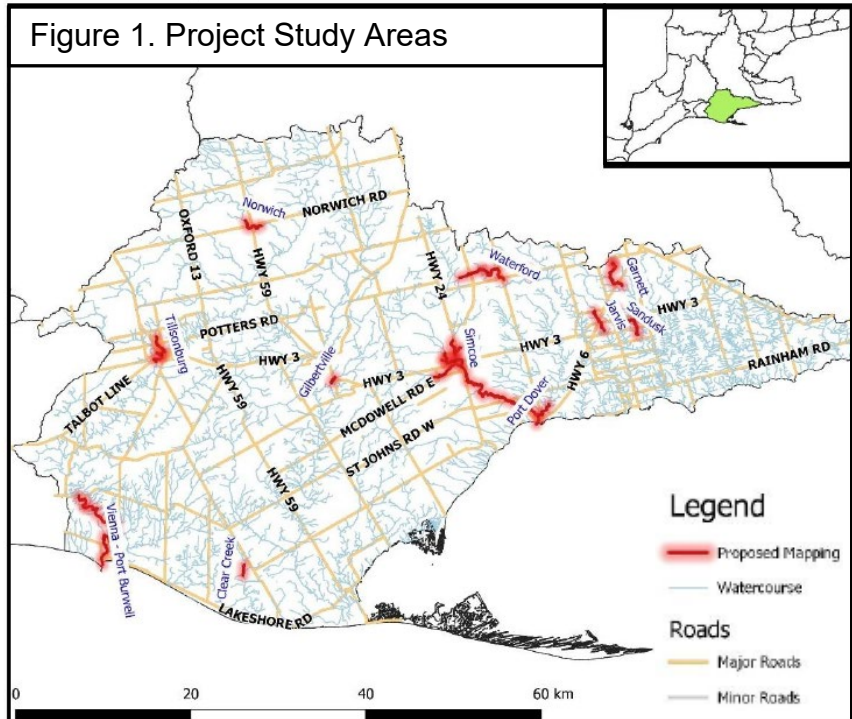 Figure 1. Project Study Areas
Norwich
NORWICH RD
OXFORD 13
HWY 59
HWY 24
Waterford
Garnett
Tillsonburg
POTTERS RD
HWY 3
Gilbertville
HWY 3
Simcoe
HWY 3
Jarvis
Sandusk
HWY 3
HWY 6
RAINHAM RD
TALBOT LINE
HWY 59
MCDOWELL RD E
Port Dover
ST JOHNS RD W
HWY 59
Vienna - Port Burwell
Clear Creek
LAKESHORE RD
Legend
Proposed Mapping
Watercourse
Roads
Major Roads
Minor Roads
0 20 40 60 km